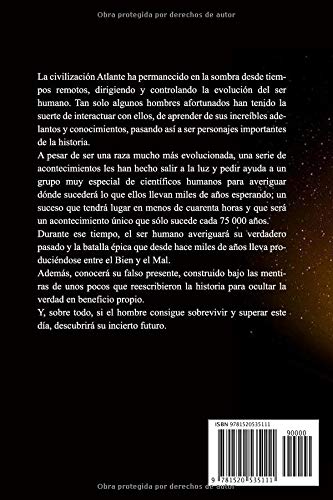 Obra protegida por derechos de autor
La civilización Atlante ha permanecido en la sombra desde tiem-
pos remotos, dirigiendo y controlando la evolución del ser
humano. Tan solo algunos hombres afortunados han tenido la
suerte de interactuar con ellos, de aprender de sus increíbles ade-
lantos y conocimientos, pasando así a ser personajes importantes
de la historia.
A pesar de ser una raza mucho más evolucionada, una serie de
acontecimientos les han hecho salir a la luz y pedir ayuda a un
grupo muy especial de científicos humanos para averiguar
dónde sucederá lo que ellos llevan miles de años esperando; un
suceso que tendrá lugar en menos de cuarenta horas y que será
un acontecimiento único que sólo sucede cada 75 000 años.
Durante ese tiempo, el ser humano averiguará su verdadero
pasado y la batalla épica que desde hace miles de años lleva pro-
duciéndose entre el Bien y el Mal.
Además, conocerá su falso presente, construido bajo las menti-
ras de unos pocos que reescribieron la historia para ocultar la
verdad en beneficio propio.
Y, sobre todo, si el hombre consigue sobrevivir y superar este
día, descubrirá su incierto futuro.
ISBN 9781520535111
90000
9 781520 535111
Obra protegida por derechos de autor